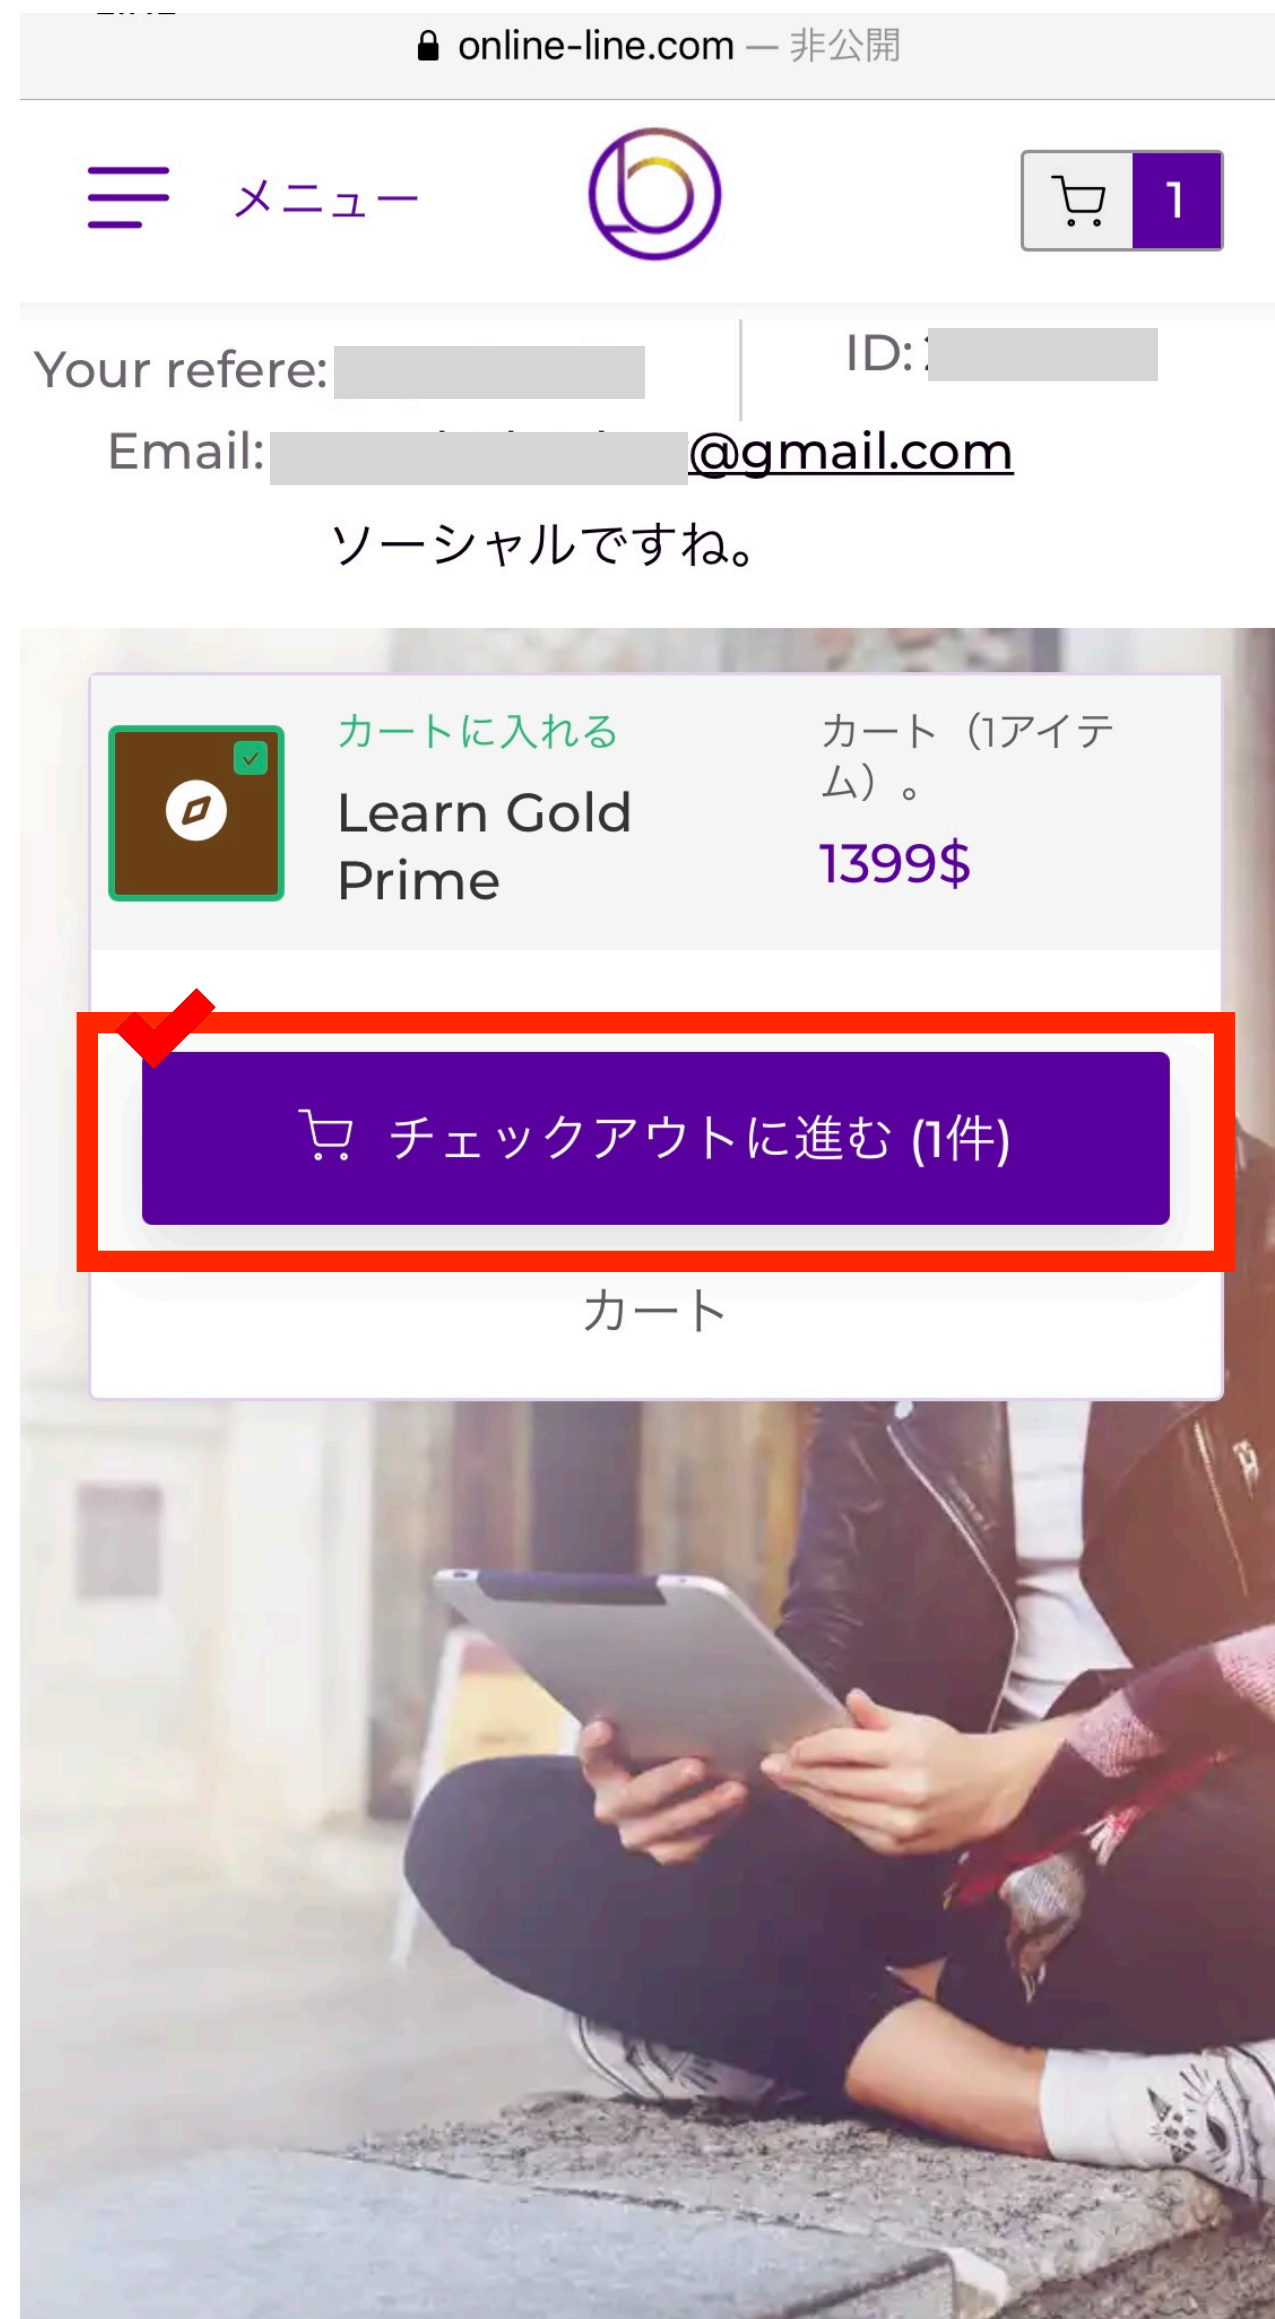 online-line.com — 非公開
メニュー
1
Your refere:
ID:
Email: @gmail.com
ソーシャルですね。
カートに入れる
Learn Gold
Prime
カート（1アイテ
ム）。
1399$
チェックアウトに進む (1件)
カート